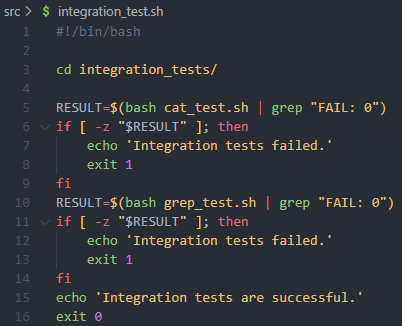 src > $ integration_test.sh
1 #!/bin/bash
2
3 cd integration_tests/
4
5 RESULT=$(bash cat_test.sh | grep "FAIL: 0")
6 if [ -z "$RESULT" ]; then
7     echo 'Integration tests failed.'
8     exit 1
9 fi
10 RESULT=$(bash grep_test.sh | grep "FAIL: 0")
11 if [ -z "$RESULT" ]; then
12     echo 'Integration tests failed.'
13     exit 1
14 fi
15 echo 'Integration tests are successful.'
16 exit 0